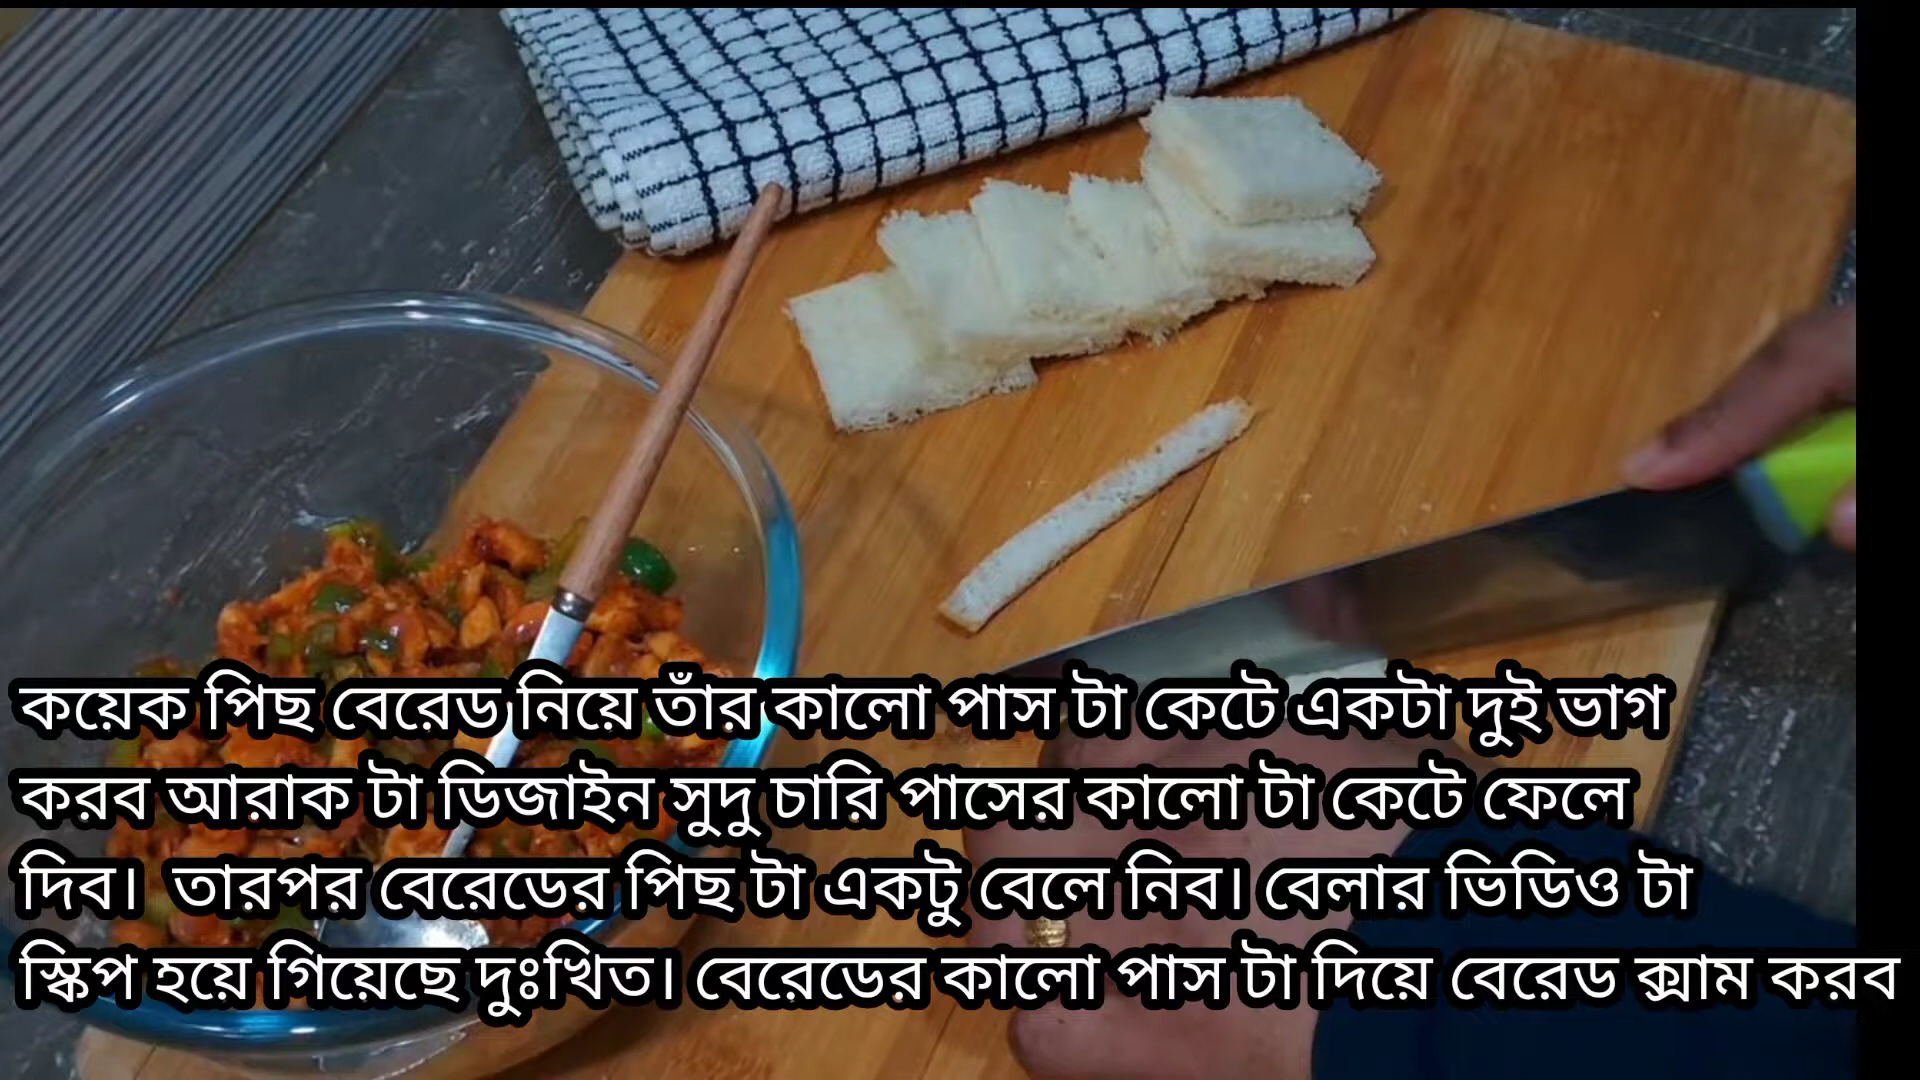 কয়েক পিছ বেরেড নিয়ে তাঁর কালো পাস টা কেটে একটা দুই ভাগ
করব আরাক টা ডিজাইন সুদু চারি পাসের কালো টা কেটে ফেলে
দিব। তারপর বেরেডের পিছ টা একটু বেলে নিব। বেলার ভিডিও টা
স্কিপ হয়ে গিয়েছে দুঃখিত। বেরেডের কালো পাস টা দিয়ে বেরেড ক্সাম করব